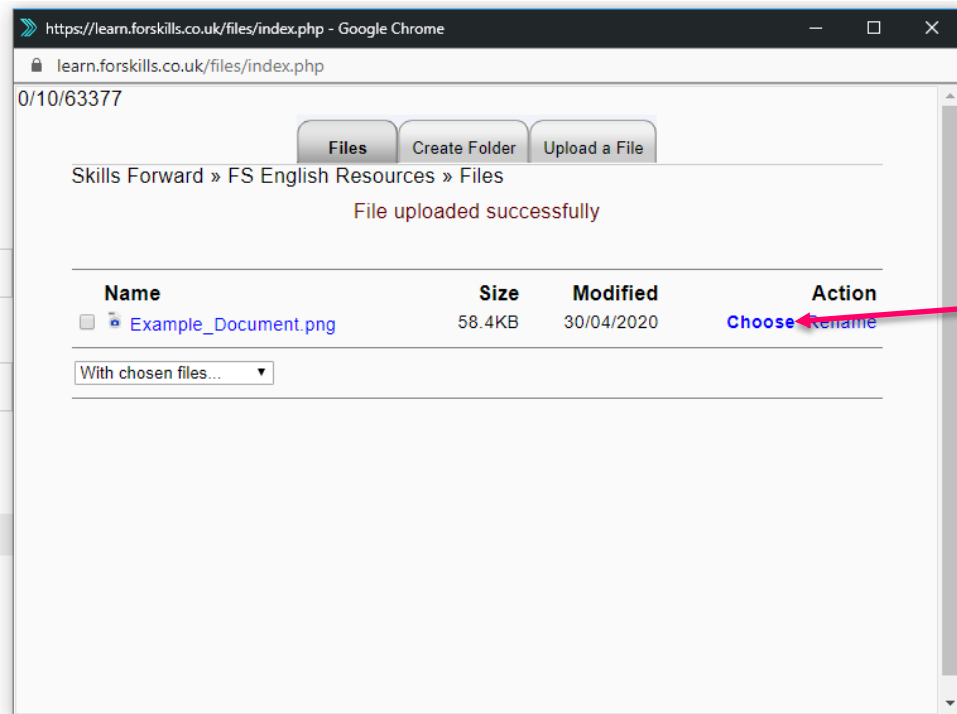 https://learn.forskills.co.uk/files/index.php - Google Chrome
learn.forskills.co.uk/files/index.php
0/10/63377
Files Create Folder Upload a File
Skills Forward » FS English Resources » Files
File uploaded successfully
Name Size Modified Action
Example_Document.png 58.4KB 30/04/2020 Choose Rename
With chosen files...